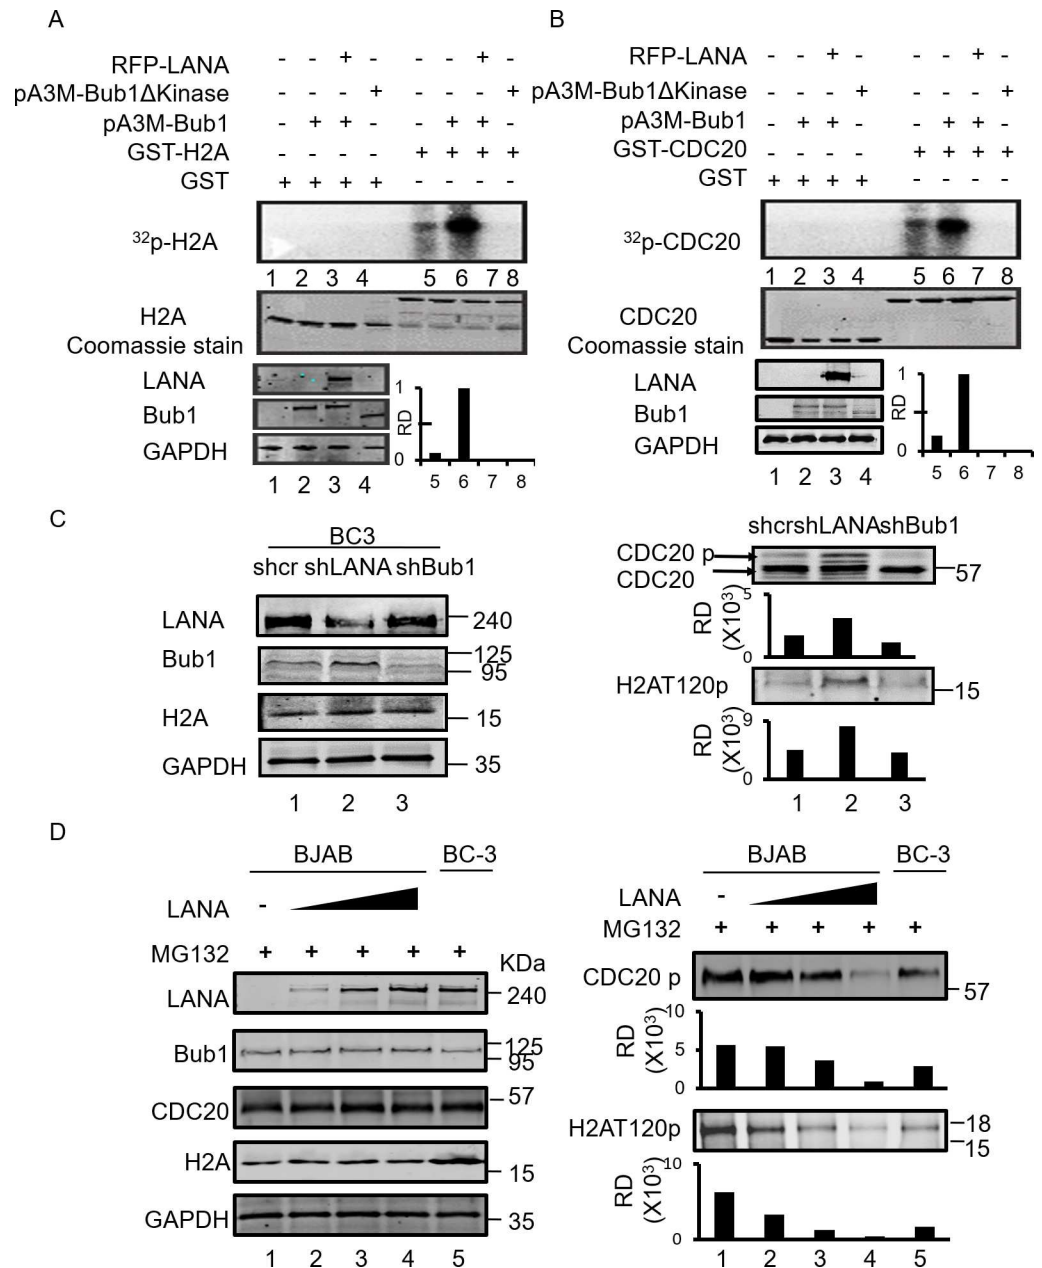 A
RFP-LANA - - + - - - + -
pA3M-Bub1ΔKinase - - - + - - - +
pA3M-Bub1 - + + - - + + -
GST-H2A - - - - + + + +
GST + + + + - - - -
32p-H2A
1 2 3 4 5 6 7 8
H2A
Coomassie stain
LANA
Bub1
GAPDH
1 2 3 4
1
RD
0
5 6 7 8
B
RFP-LANA - - + - - - + -
pA3M-Bub1ΔKinase - - - + - - - +
pA3M-Bub1 - + + - - + + -
GST-CDC20 - - - - + + + +
GST + + + + - - - -
32p-CDC20
1 2 3 4 5 6 7 8
CDC20
Coomassie stain
LANA
Bub1
GAPDH
1 2 3 4
1
RD
0
5 6 7 8
C
BC3
shcr shLANA shBub1
LANA 240
Bub1 125
95
H2A 15
GAPDH 35
1 2 3
shcrshLANAshBub1
CDC20 p
CDC20 57
5
RD
(X103)
0
H2AT120p 15
9
RD
(X103)
0
1 2 3
D
BJAB BC-3
LANA -
MG132 + + + + +
KDa
LANA 240
Bub1 125
95
CDC20 57
H2A 15
GAPDH 35
1 2 3 4 5
BJAB BC-3
LANA -
MG132 + + + + +
CDC20 p 57
10
RD
(X103)
5
0
H2AT120p 18
15
10
RD
(X103)
0
1 2 3 4 5